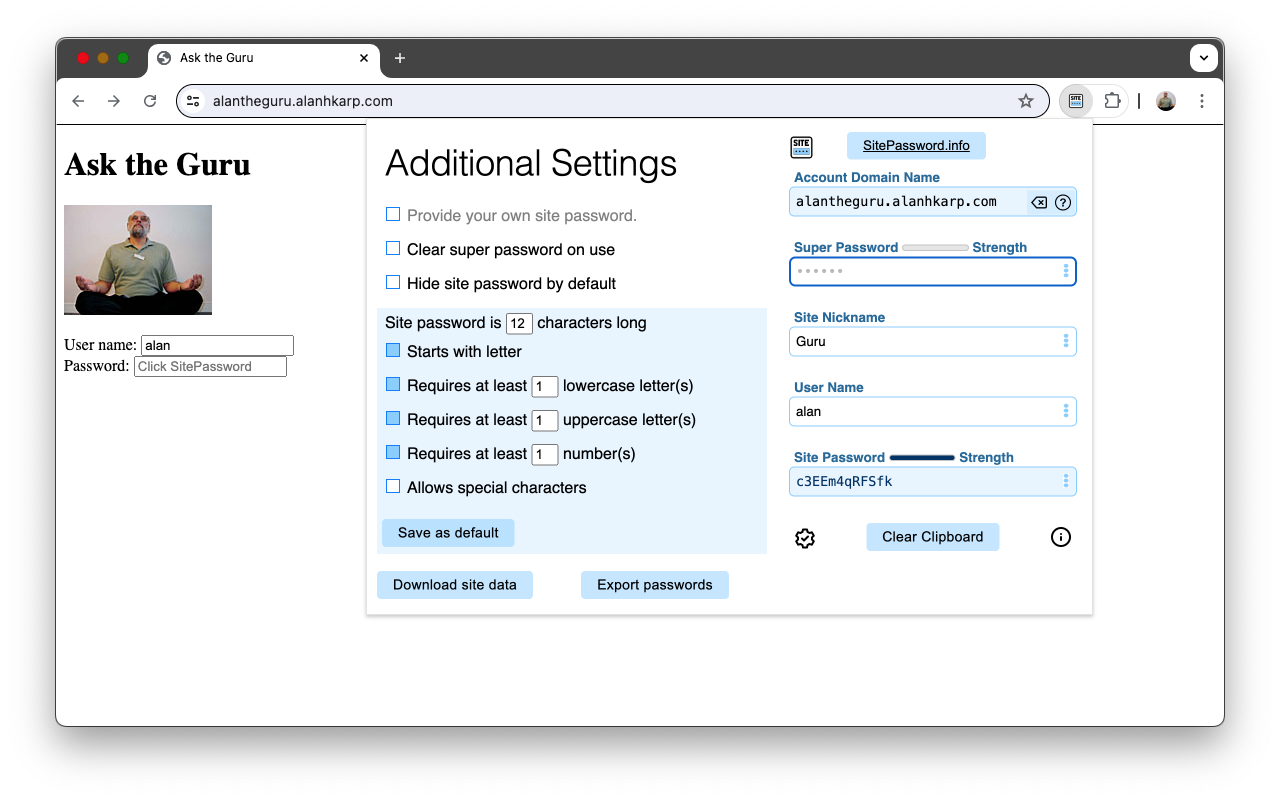 Ask the Guru
alantheguru.alanhkarp.com
SITE
Ask the Guru
User name: alan
Password: Click SitePassword
Additional Settings
Provide your own site password.
Clear super password on use
Hide site password by default
Site password is 12 characters long
Starts with letter
Requires at least 1 lowercase letter(s)
Requires at least 1 uppercase letter(s)
Requires at least 1 number(s)
Allows special characters
Save as default
Download site data
Export passwords
SITE
SitePassword.info
Account Domain Name
alantheguru.alanhkarp.com
Super Password Strength
Site Nickname
Guru
User Name
alan
Site Password Strength
c3EEm4qRFSfk
Clear Clipboard